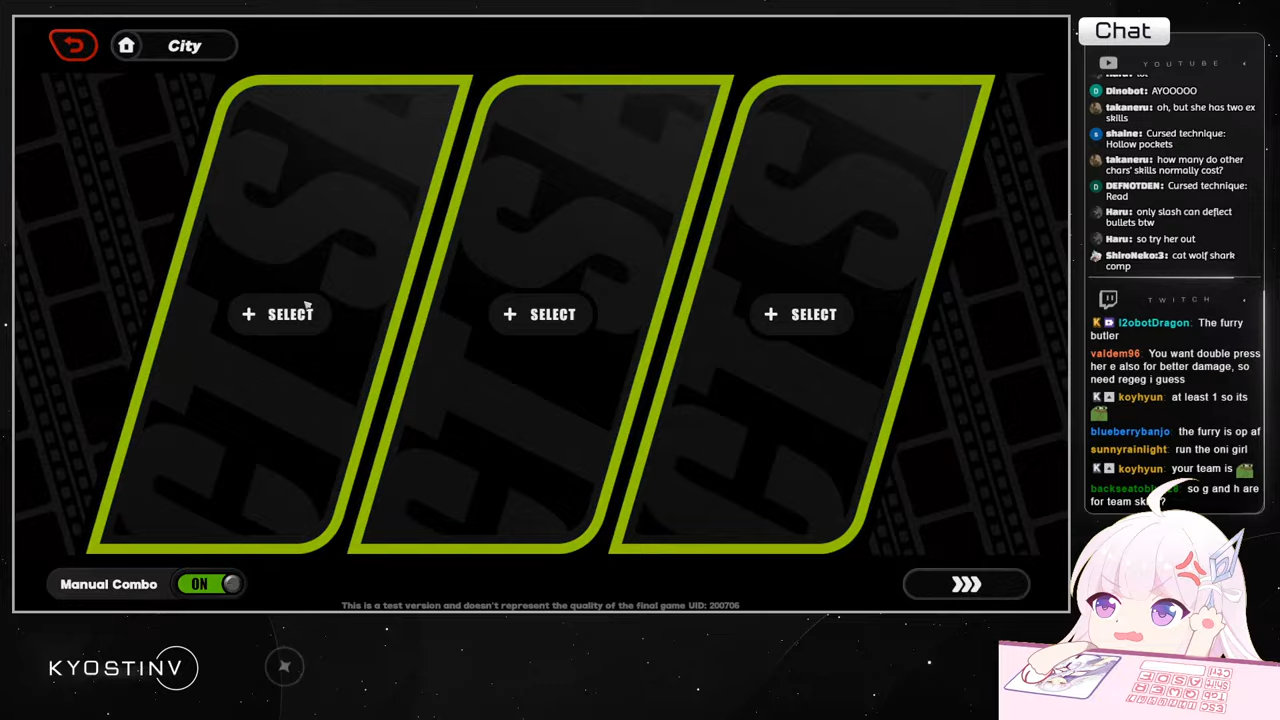 City
+ SELECT
+ SELECT
+ SELECT
Manual Combo ON
This is a test version and doesn't represent the quality of the final game UID: 200706
KYOSTINV
Chat
YOUTUBE
Dinobot: AYOOOOO
takaneru: oh, but she has two ex
skills
shaine: Cursed technique:
Hollow pockets
takaneru: how many do other
chars' skills normally cost?
DEFNOTDEN: Cursed technique:
Read
Haru: only slash can deflect
bullets btw
Haru: so try her out
ShiroNeko:3: cat wolf shark
comp
TWITCH
l2obotDragon: The furry
butler
valdem96: You want double press
her e also for better damage, so
need regeg i guess
koyhyun: at least 1 so its
blueberrybanjo: the furry is op af
sunnyrainlight: run the oni girl
koyhyun: your team is
so g and h are
for team